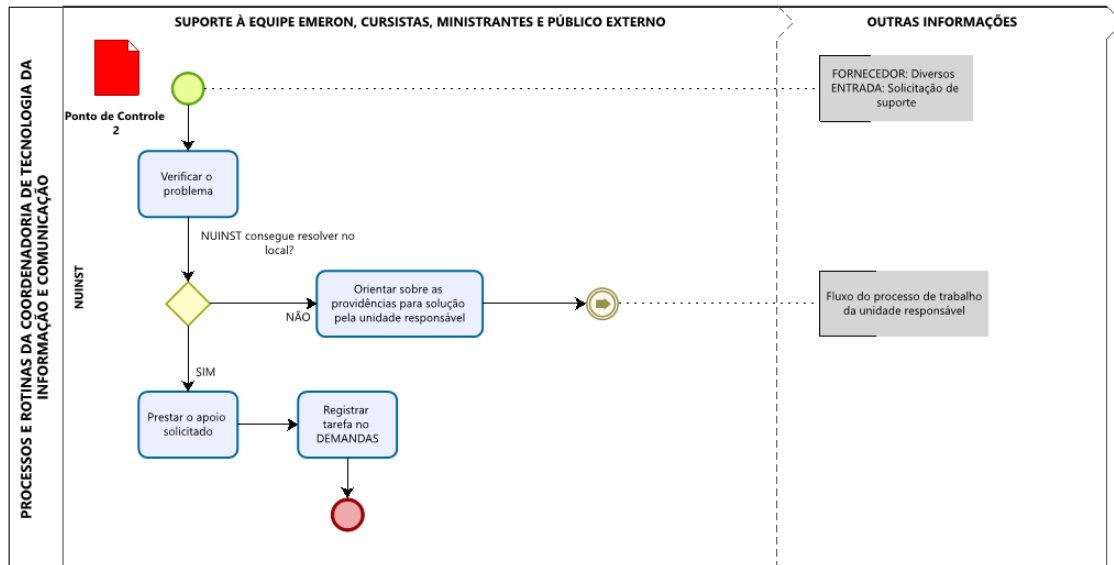 PROCESSOS E ROTINAS DA COORDENADORIA DE TECNOLOGIA DA
INFORMAÇÃO E COMUNICAÇÃO
NUINST
SUPORTE À EQUIPE EMERON, CURSISTAS, MINISTRANTES E PÚBLICO EXTERNO
OUTRAS INFORMAÇÕES
Ponto de Controle
2
FORNECEDOR: Diversos
ENTRADA: Solicitação de
suporte
Verificar o
problema
NUINST consegue resolver no
local?
NÃO
Orientar sobre as
providências para solução
pela unidade responsável
Fluxo do processo de trabalho
da unidade responsável
SIM
Prestar o apoio
solicitado
Registrar
tarefa no
DEMANDAS